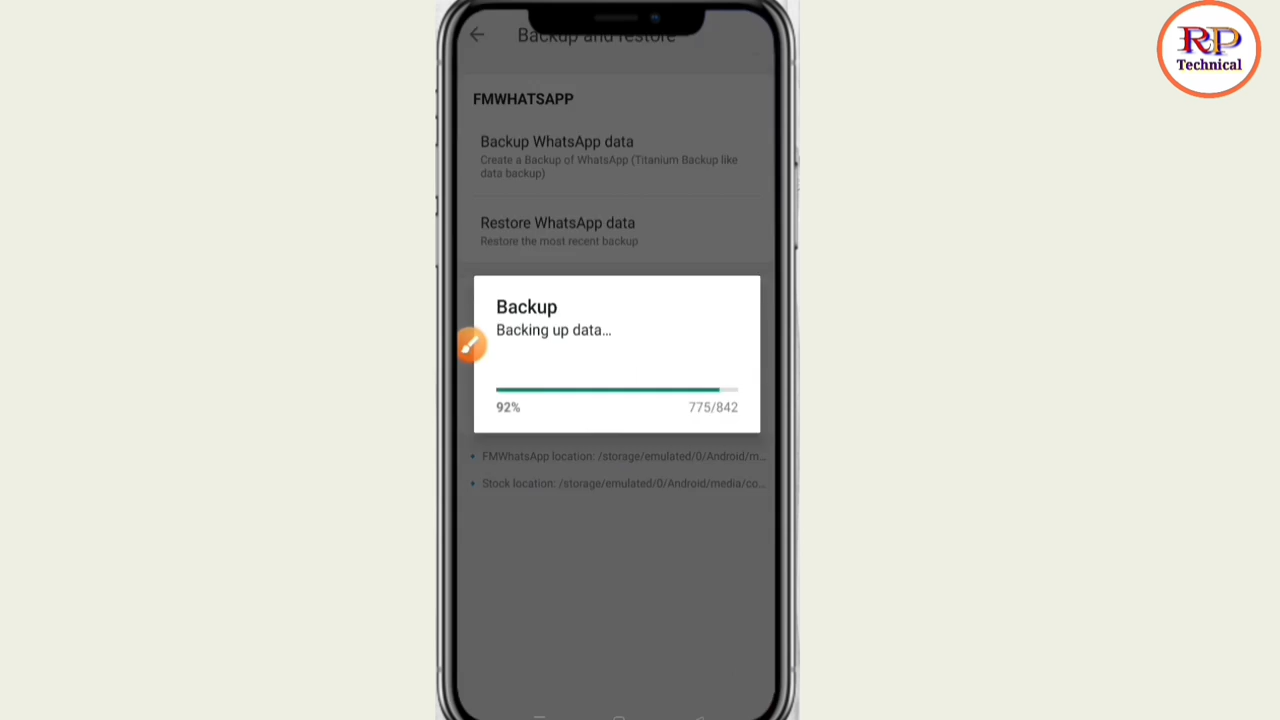 RP
Technical
Backup and restore
FMWHATSAPP
Backup WhatsApp data
Create a Backup of WhatsApp (Titanium Backup like
data backup)
Restore WhatsApp data
Restore the most recent backup
Backup
Backing up data...
92%
775/842
FMWhatsApp location: /storage/emulated/0/Android/m...
Stock location: /storage/emulated/0/Android/media/co...